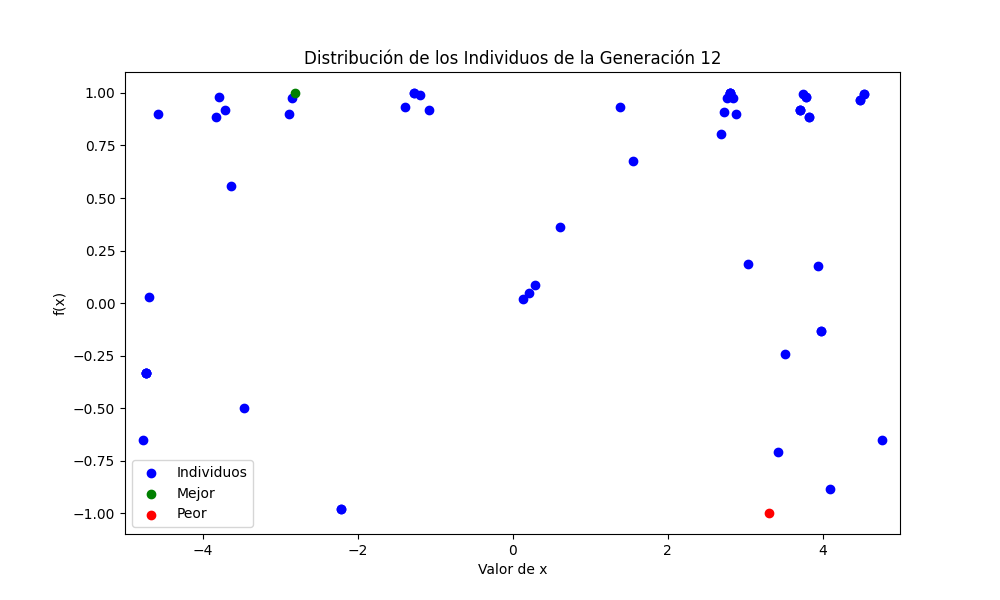 Distribución de los Individuos de la Generación 12
f(x)
1.00
0.75
0.50
0.25
0.00
−0.25
−0.50
−0.75
−1.00
Individuos
Mejor
Peor
−4
−2
0
2
4
Valor de x